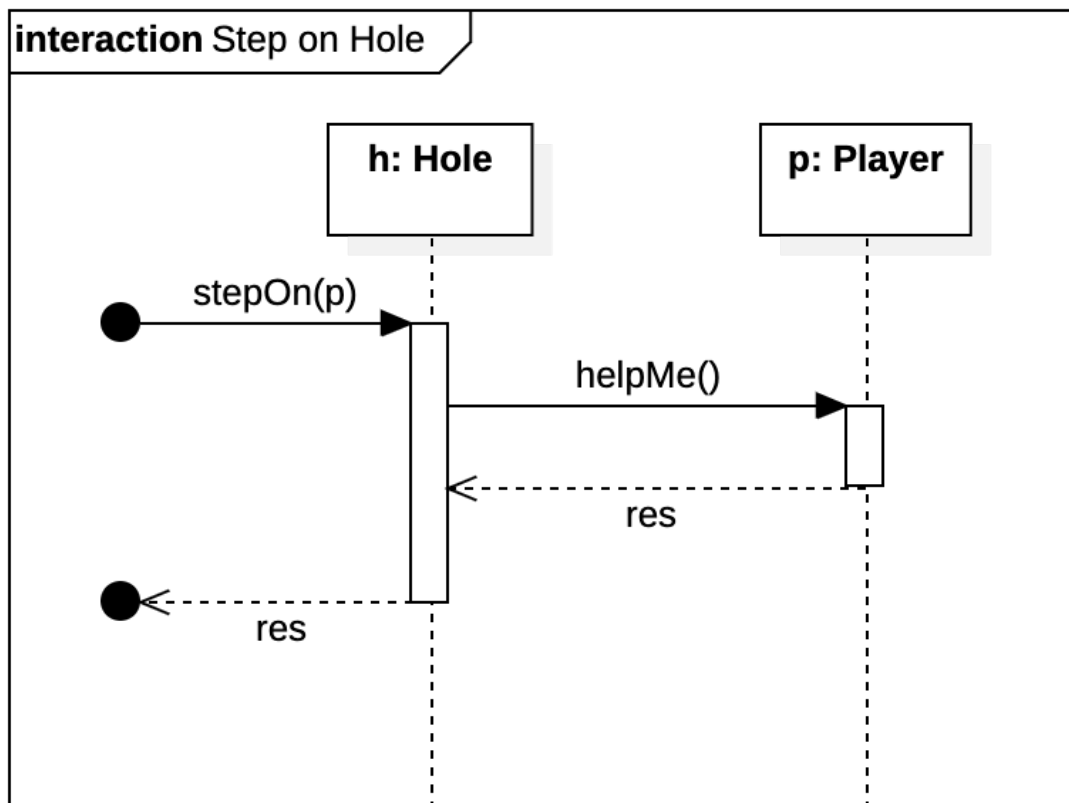 interaction Step on Hole
h: Hole
p: Player
stepOn(p)
helpMe()
res
res